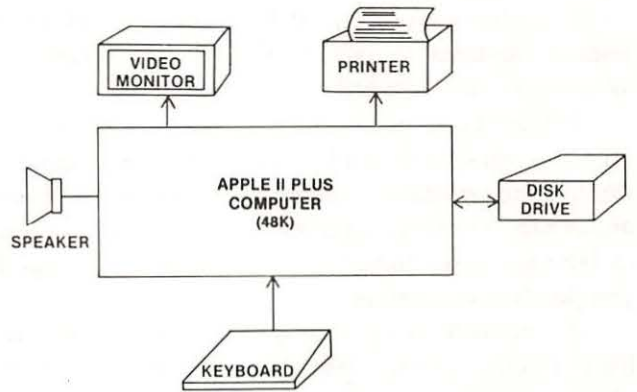 VIDEO
MONITOR
PRINTER
APPLE II PLUS
COMPUTER
(48K)
DISK
DRIVE
SPEAKER
KEYBOARD